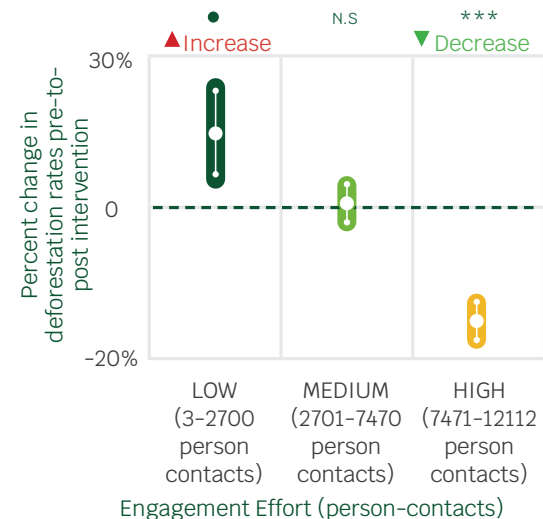 • N.S ***
▲Increase ▼ Decrease
30%
0
-20%
Percent change in
deforestation rates pre-to-
post intervention
LOW
(3-2700
person
contacts)
MEDIUM
(2701-7470
person
contacts)
HIGH
(7471-12112
person
contacts)
Engagement Effort (person-contacts)